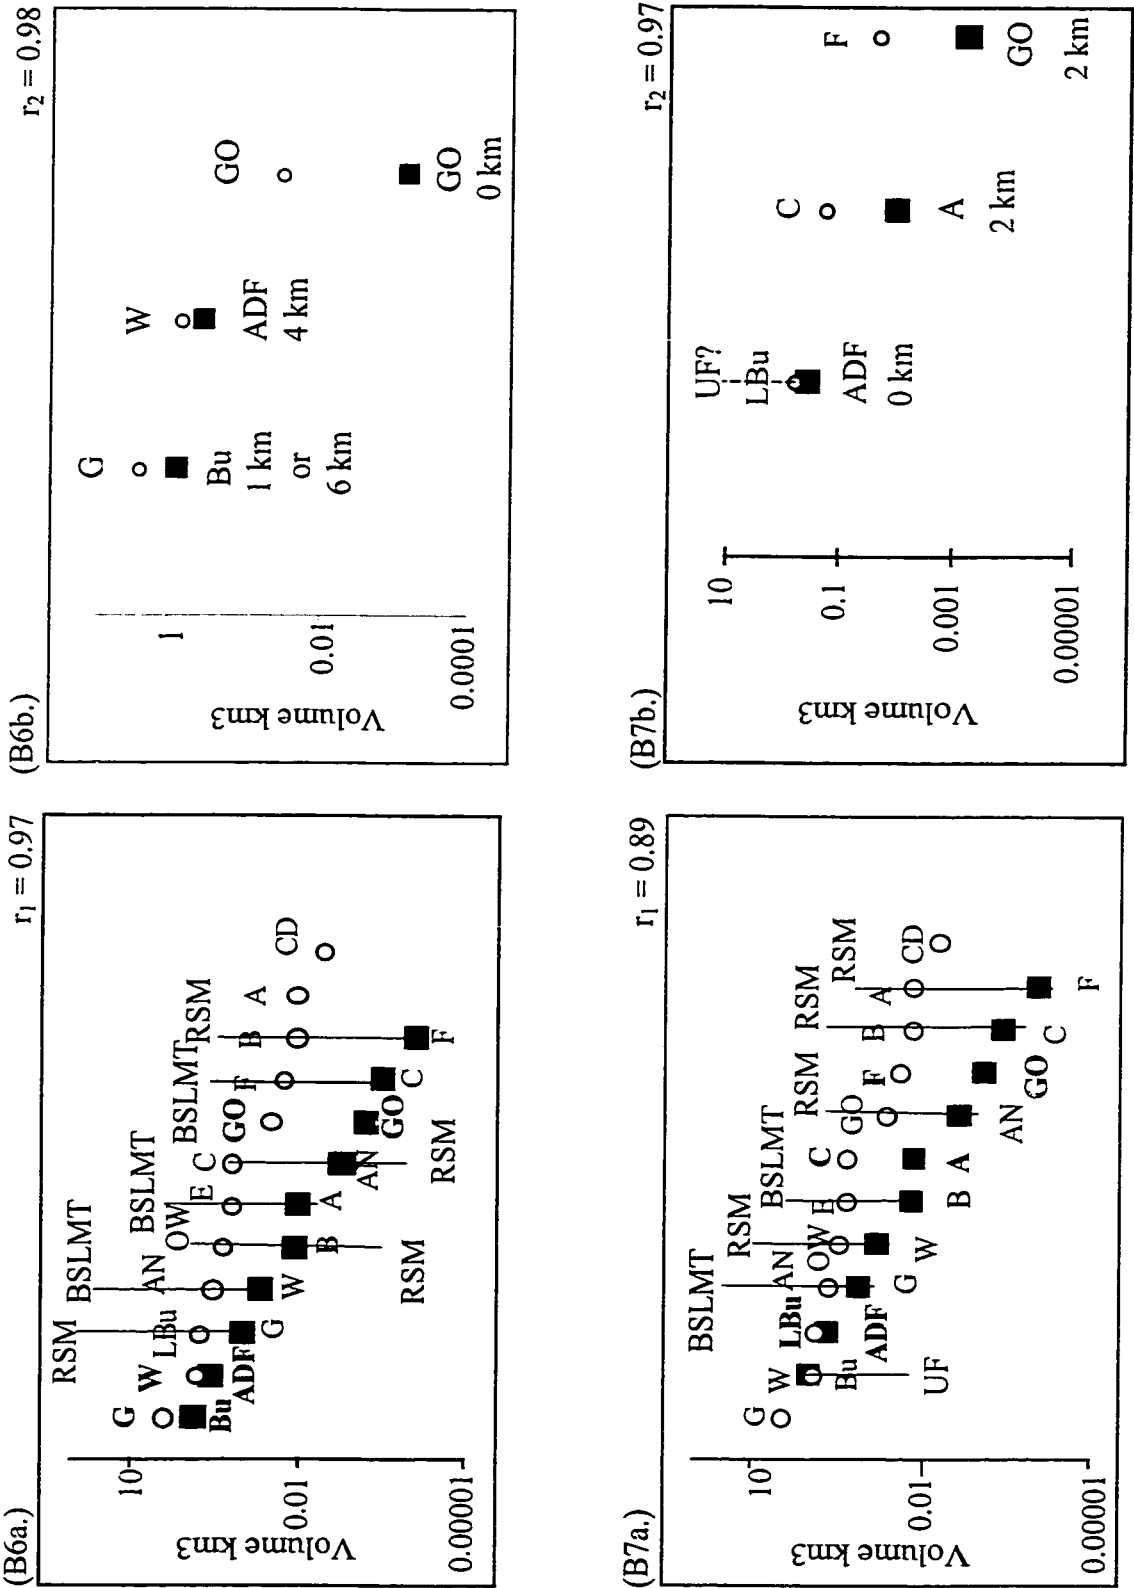 (B6a.)
r₁ = 0.97
Volume km3
10
0.01
0.00001
G
Bu
W
ADF
RSM
LBu
G
BSLMT
AN
W
OW
B
RSM
BSLMT
E
A
C
AN
RSM
GO
GO
BSLMT
F
C
RSM
B
F
A
CD
(B6b.)
r₂ = 0.98
Volume km3
1
0.01
0.0001
G
Bu
1 km
or
6 km
W
ADF
4 km
GO
GO
0 km
(B7a.)
r₁ = 0.89
Volume km3
10
0.01
0.00001
G
W
Bu
UF
LBu
ADF
BSLMT
AN
G
RSM
OW
W
BSLMT
E
B
C
A
RSM
GO
AN
F
GO
RSM
B
C
RSM
A
F
CD
(B7b.)
r₂ = 0.97
Volume km3
10
0.1
0.001
0.00001
UF?
LBu
ADF
0 km
C
A
2 km
F
GO
2 km